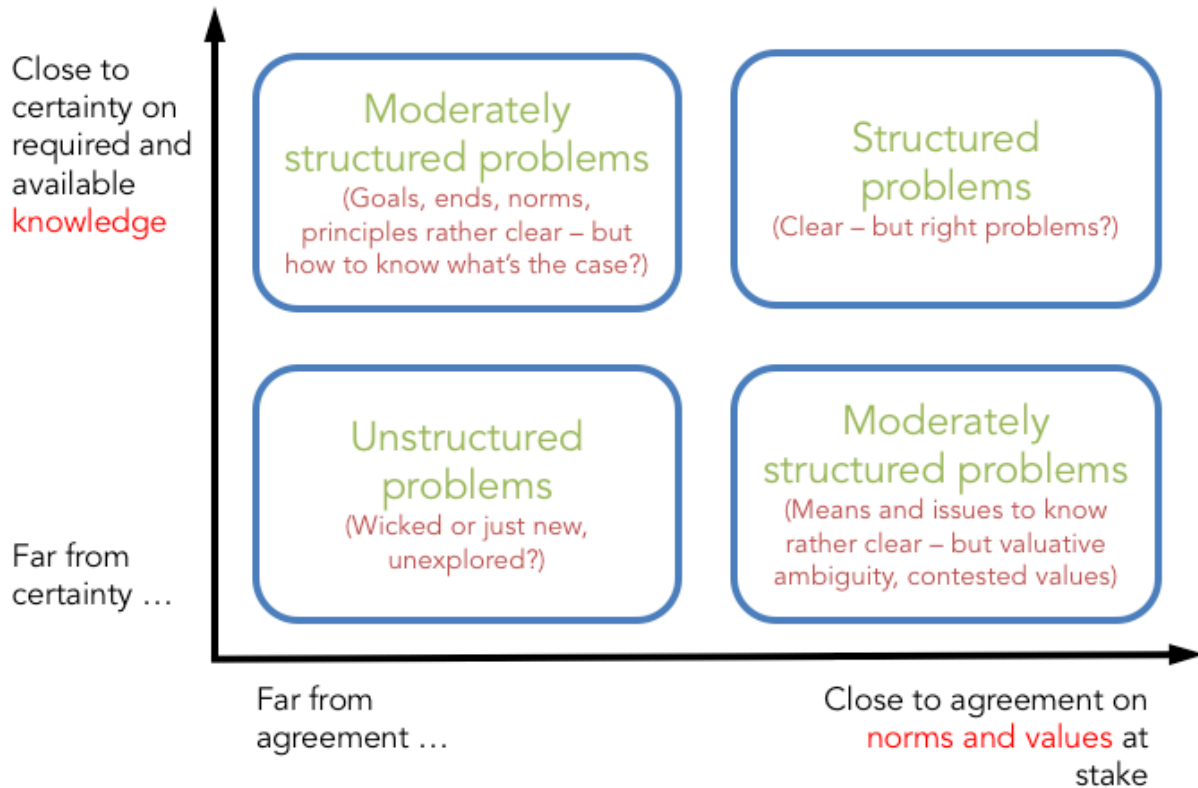 Close to
certainty on
required and
available
knowledge
Moderately
structured problems
(Goals, ends, norms,
principles rather clear – but
how to know what's the case?)
Structured
problems
(Clear – but right problems?)
Far from
certainty …
Unstructured
problems
(Wicked or just new,
unexplored?)
Moderately
structured problems
(Means and issues to know
rather clear – but valuative
ambiguity, contested values)
Far from
agreement …
Close to agreement on
norms and values at
stake